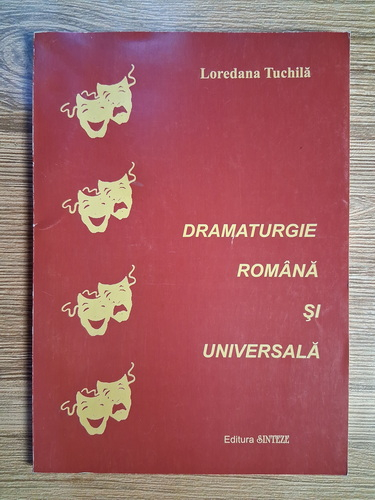 Loredana Tuchilă
DRAMATURGIE
ROMÂNĂ
ŞI
UNIVERSALĂ
Editura SINTEZE